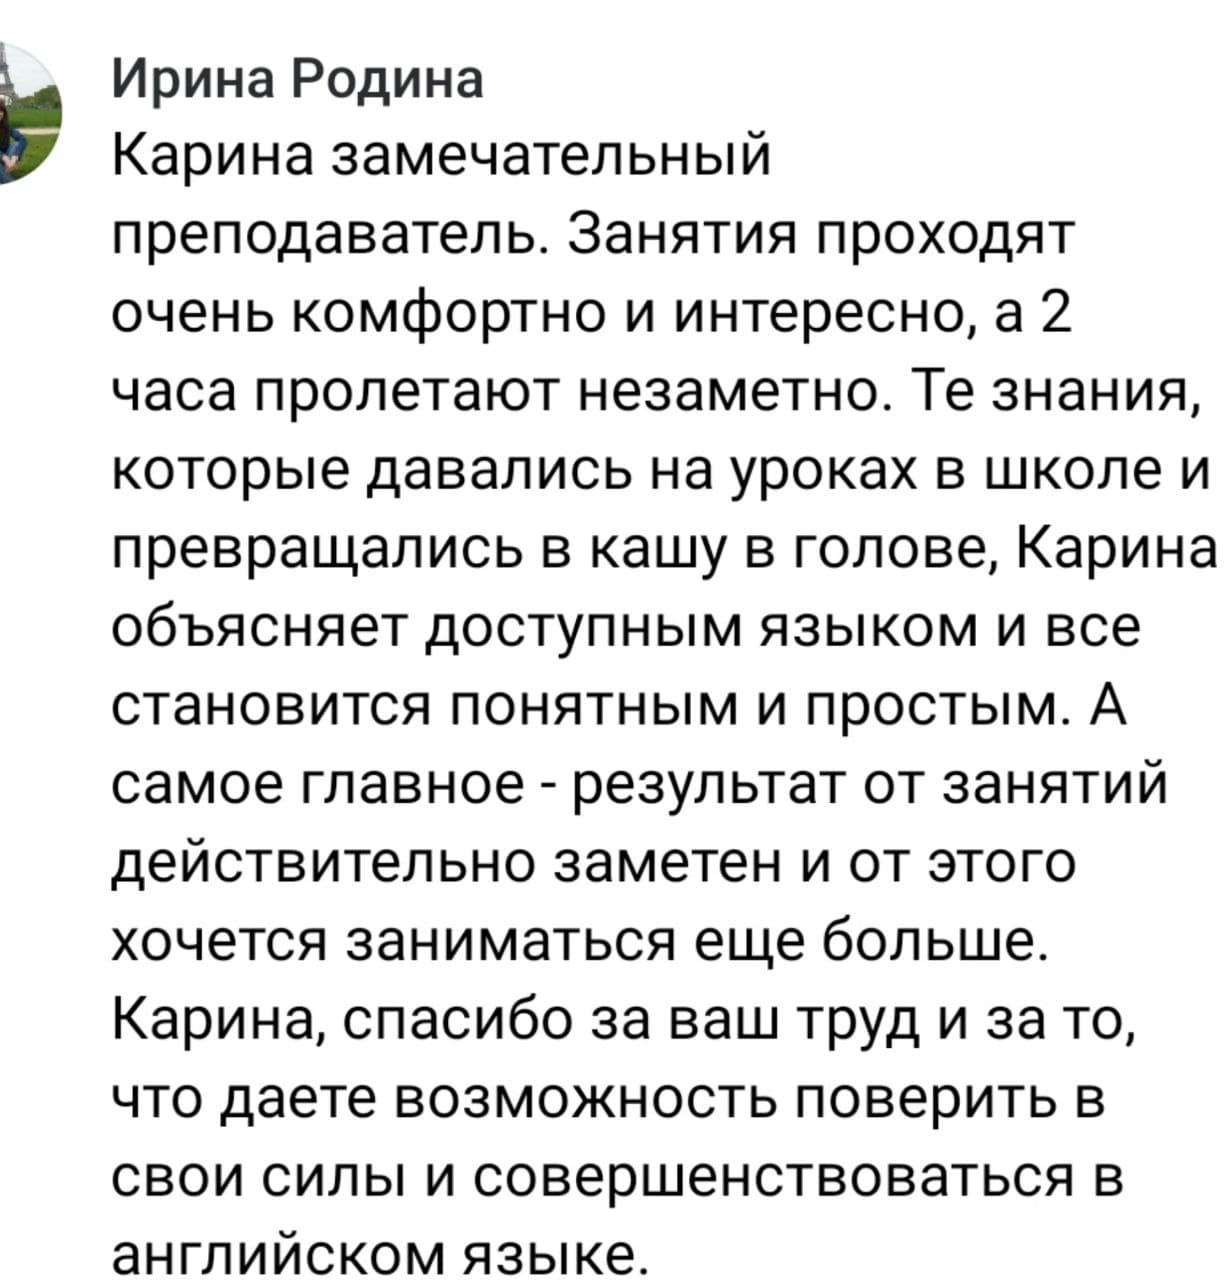 Ирина Родина
Карина замечательный
преподаватель. Занятия проходят
очень комфортно и интересно, а 2
часа пролетают незаметно. Те знания,
которые давались на уроках в школе и
превращались в кашу в голове, Карина
объясняет доступным языком и все
становится понятным и простым. А
самое главное - результат от занятий
действительно заметен и от этого
хочется заниматься еще больше.
Карина, спасибо за ваш труд и за то,
что даете возможность поверить в
свои силы и совершенствоваться в
английском языке.